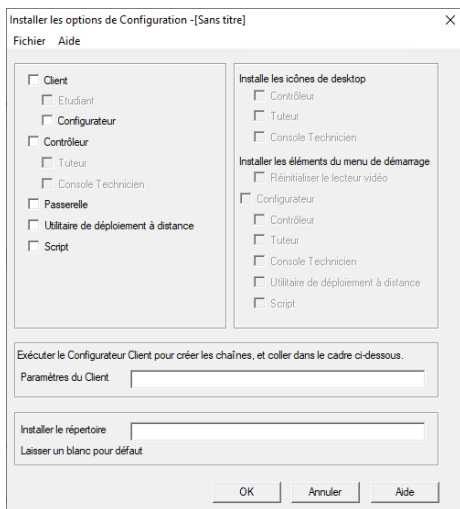 Installer les options de Configuration -[Sans titre]
Fichier Aide
Client
Etudiant
Configurateur
Contrôleur
Tuteur
Console Technicien
Passerelle
Utilitaire de déploiement à distance
Script
Installe les icônes de desktop
Contrôleur
Tuteur
Console Technicien
Installer les éléments du menu de démarrage
Réinitialiser le lecteur vidéo
Configurateur
Contrôleur
Tuteur
Console Technicien
Utilitaire de déploiement à distance
Script
Exécuter le Configurateur Client pour créer les chaînes, et coller dans le cadre ci-dessous.
Paramètres du Client
Installer le répertoire
Laisser un blanc pour défaut
OK Annuler Aide